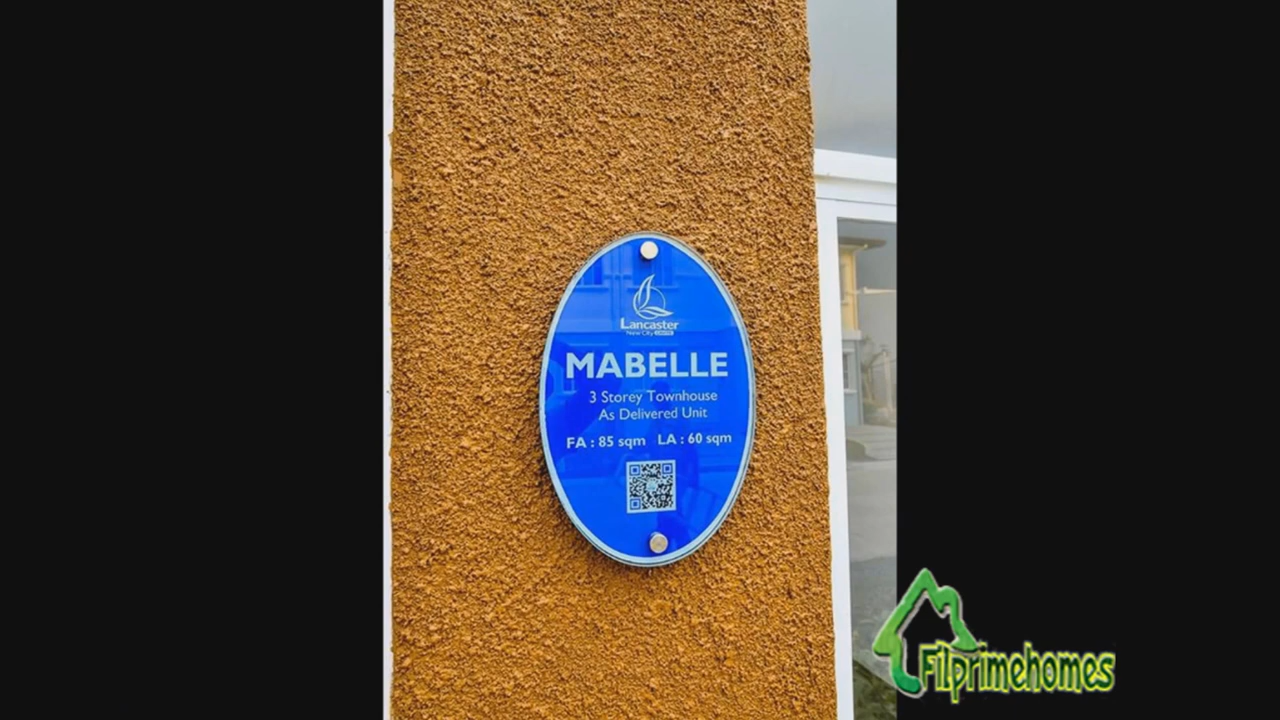 Lancaster
New City
MABELLE
3 Storey Townhouse
As Delivered Unit
FA : 85 sqm LA : 60 sqm
Filprimehomes